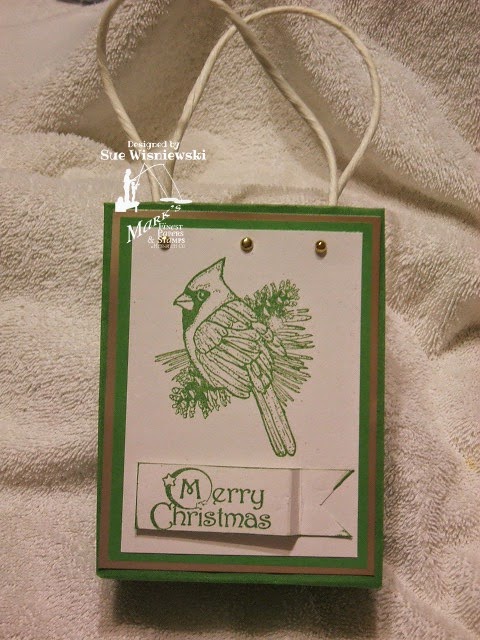 Designed by
Sue Wisniewski
Mark's
Finest
Papers
& Stamps
Merry
Christmas